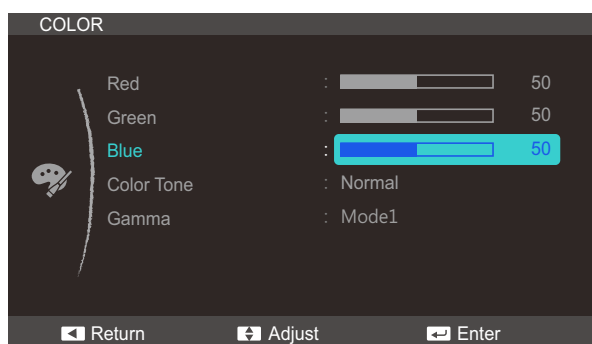 COLOR
Red : 50
Green : 50
Blue : 50
Color Tone : Normal
Gamma : Mode1
Return Adjust Enter